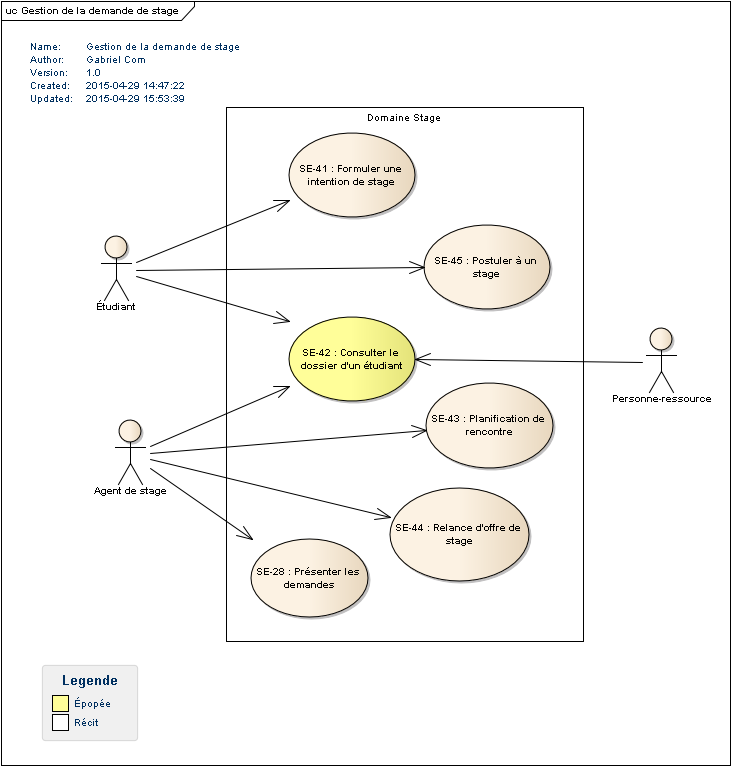 uc Gestion de la demande de stage
Name: Gestion de la demande de stage
Author: Gabriel Com
Version: 1.0
Created: 2015-04-29 14:47:22
Updated: 2015-04-29 15:53:39
Domaine Stage
SE-41 : Formuler une
intention de stage
SE-45 : Postuler à un
stage
Étudiant
SE-42 : Consulter le
dossier d'un étudiant
Personne-ressource
SE-43 : Planification de
rencontre
Agent de stage
SE-44 : Relance d'offre de
stage
SE-28 : Présenter les
demandes
Legende
Épopée
Récit